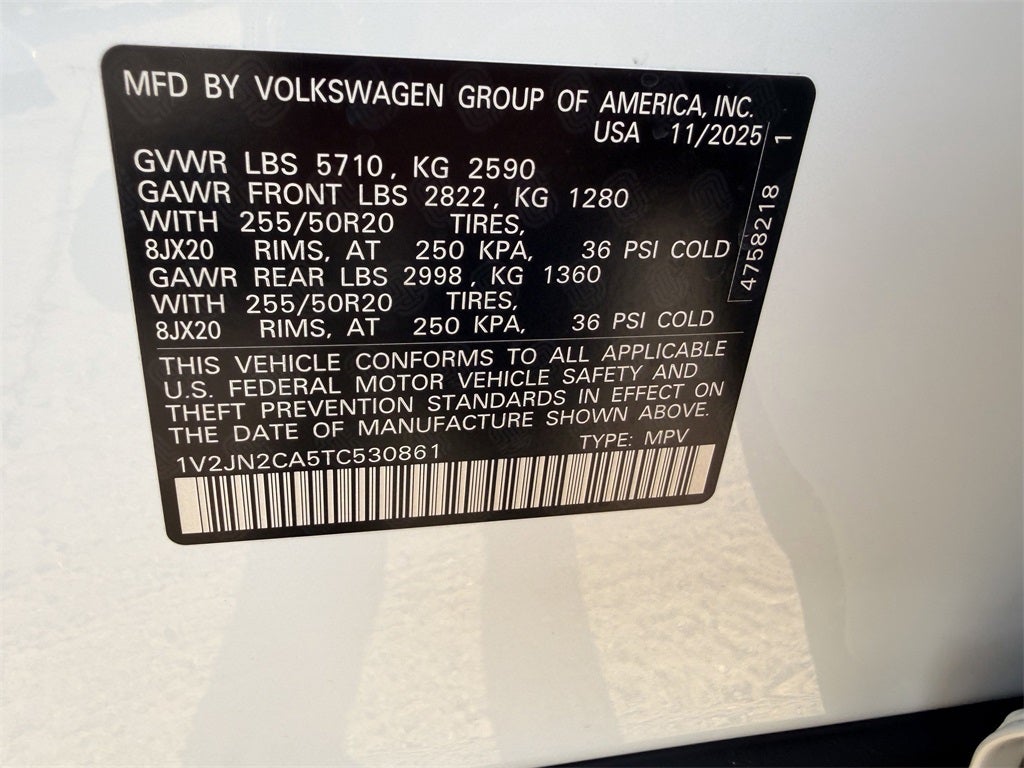 MFD BY VOLKSWAGEN GROUP OF AMERICA, INC.
USA 11/2025
GVWR LBS 5710, KG 2590
GAWR FRONT LBS 2822, KG 1280
WITH 255/50R20 TIRES,
8JX20 RIMS, AT 250 KPA, 36 PSI COLD
GAWR REAR LBS 2998, KG 1360
WITH 255/50R20 TIRES,
8JX20 RIMS, AT 250 KPA, 36 PSI COLD
THIS VEHICLE CONFORMS TO ALL APPLICABLE
U.S. FEDERAL MOTOR VEHICLE SAFETY AND
THEFT PREVENTION STANDARDS IN EFFECT ON
THE DATE OF MANUFACTURE SHOWN ABOVE.
1V2JN2CA5TC530861 TYPE: MPV
4758218 1